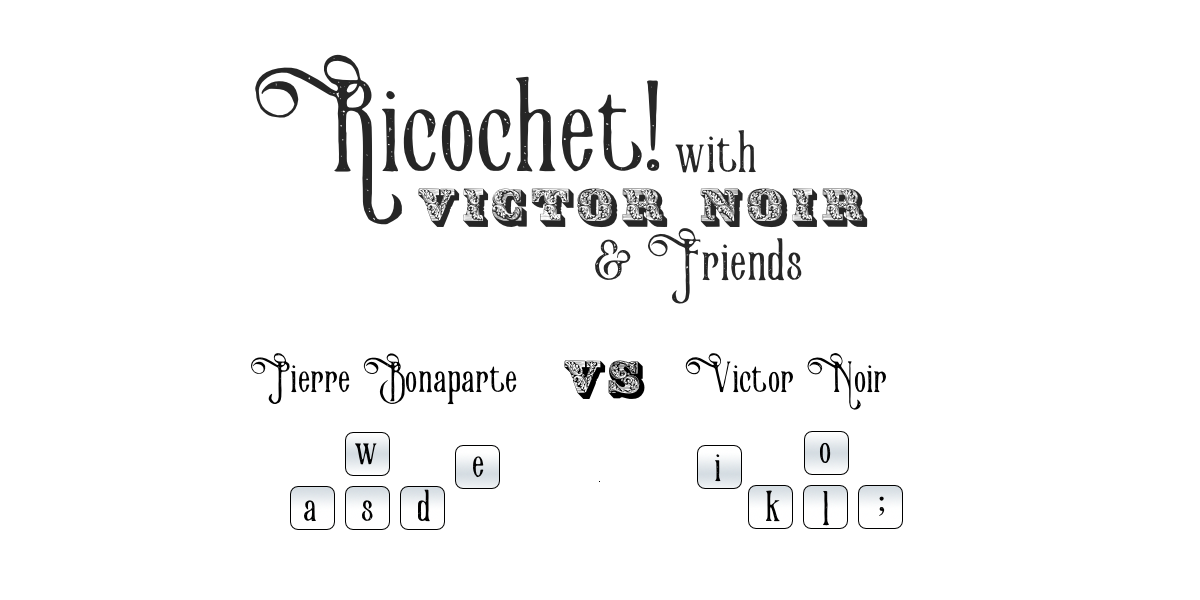 Ricochet! with
VICTOR NOIR
& Friends
Pierre Bonaparte VS Victor Noir
w e i o
a s d k l ;